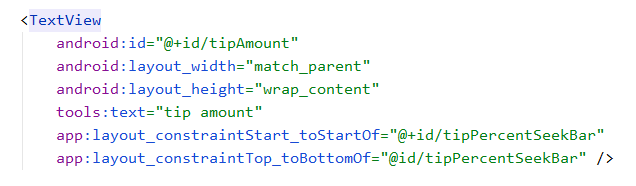 <TextView
android:id="@+id/tipAmount"
android:layout_width="match_parent"
android:layout_height="wrap_content"
tools:text="tip amount"
app:layout_constraintStart_toStartOf="@+id/tipPercentSeekBar"
app:layout_constraintTop_toBottomOf="@id/tipPercentSeekBar" />